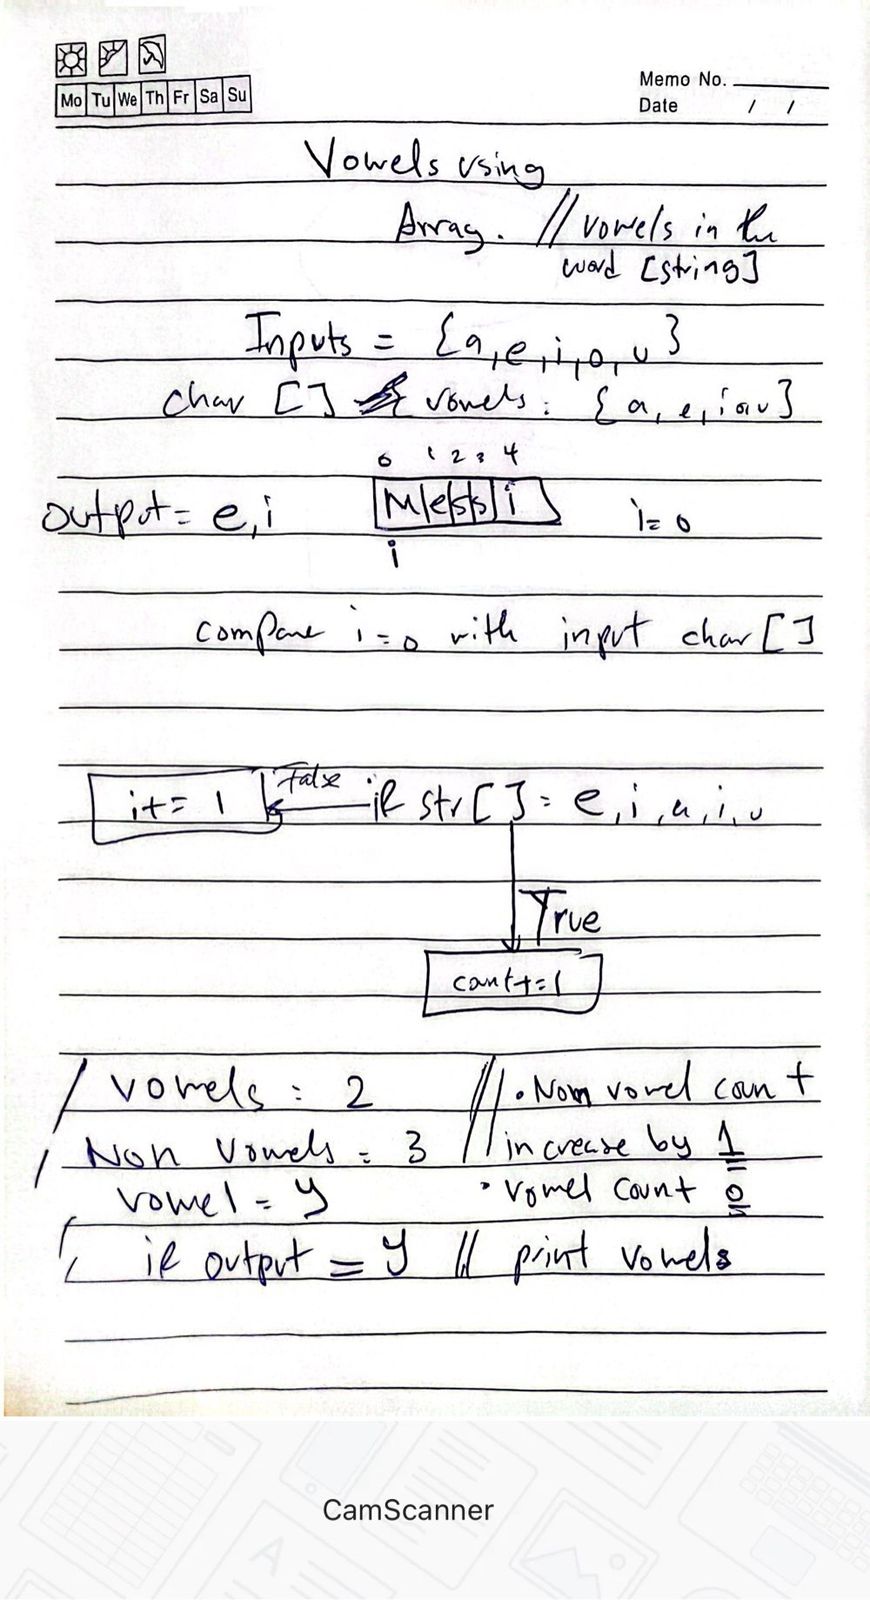 Mo Tu We Th Fr Sa Su
Memo No.
Date / /
Vowels using
Array. // vowels in the
word [string]
Inputs = {a, e, i, o, u}
char [] vowels: {a, e, i o, u}
0 1 2 3 4
output = e, i M e s s i i = 0
i
compare i = 0 with input char []
i += 1 False if str [] = e, i, a, i, u
True
count += 1
/ vowels : 2 // • Non vowel count
/ Non Vowels = 3 increase by 1
vowel = y • vowel count 0
if output = y // print vowels
CamScanner